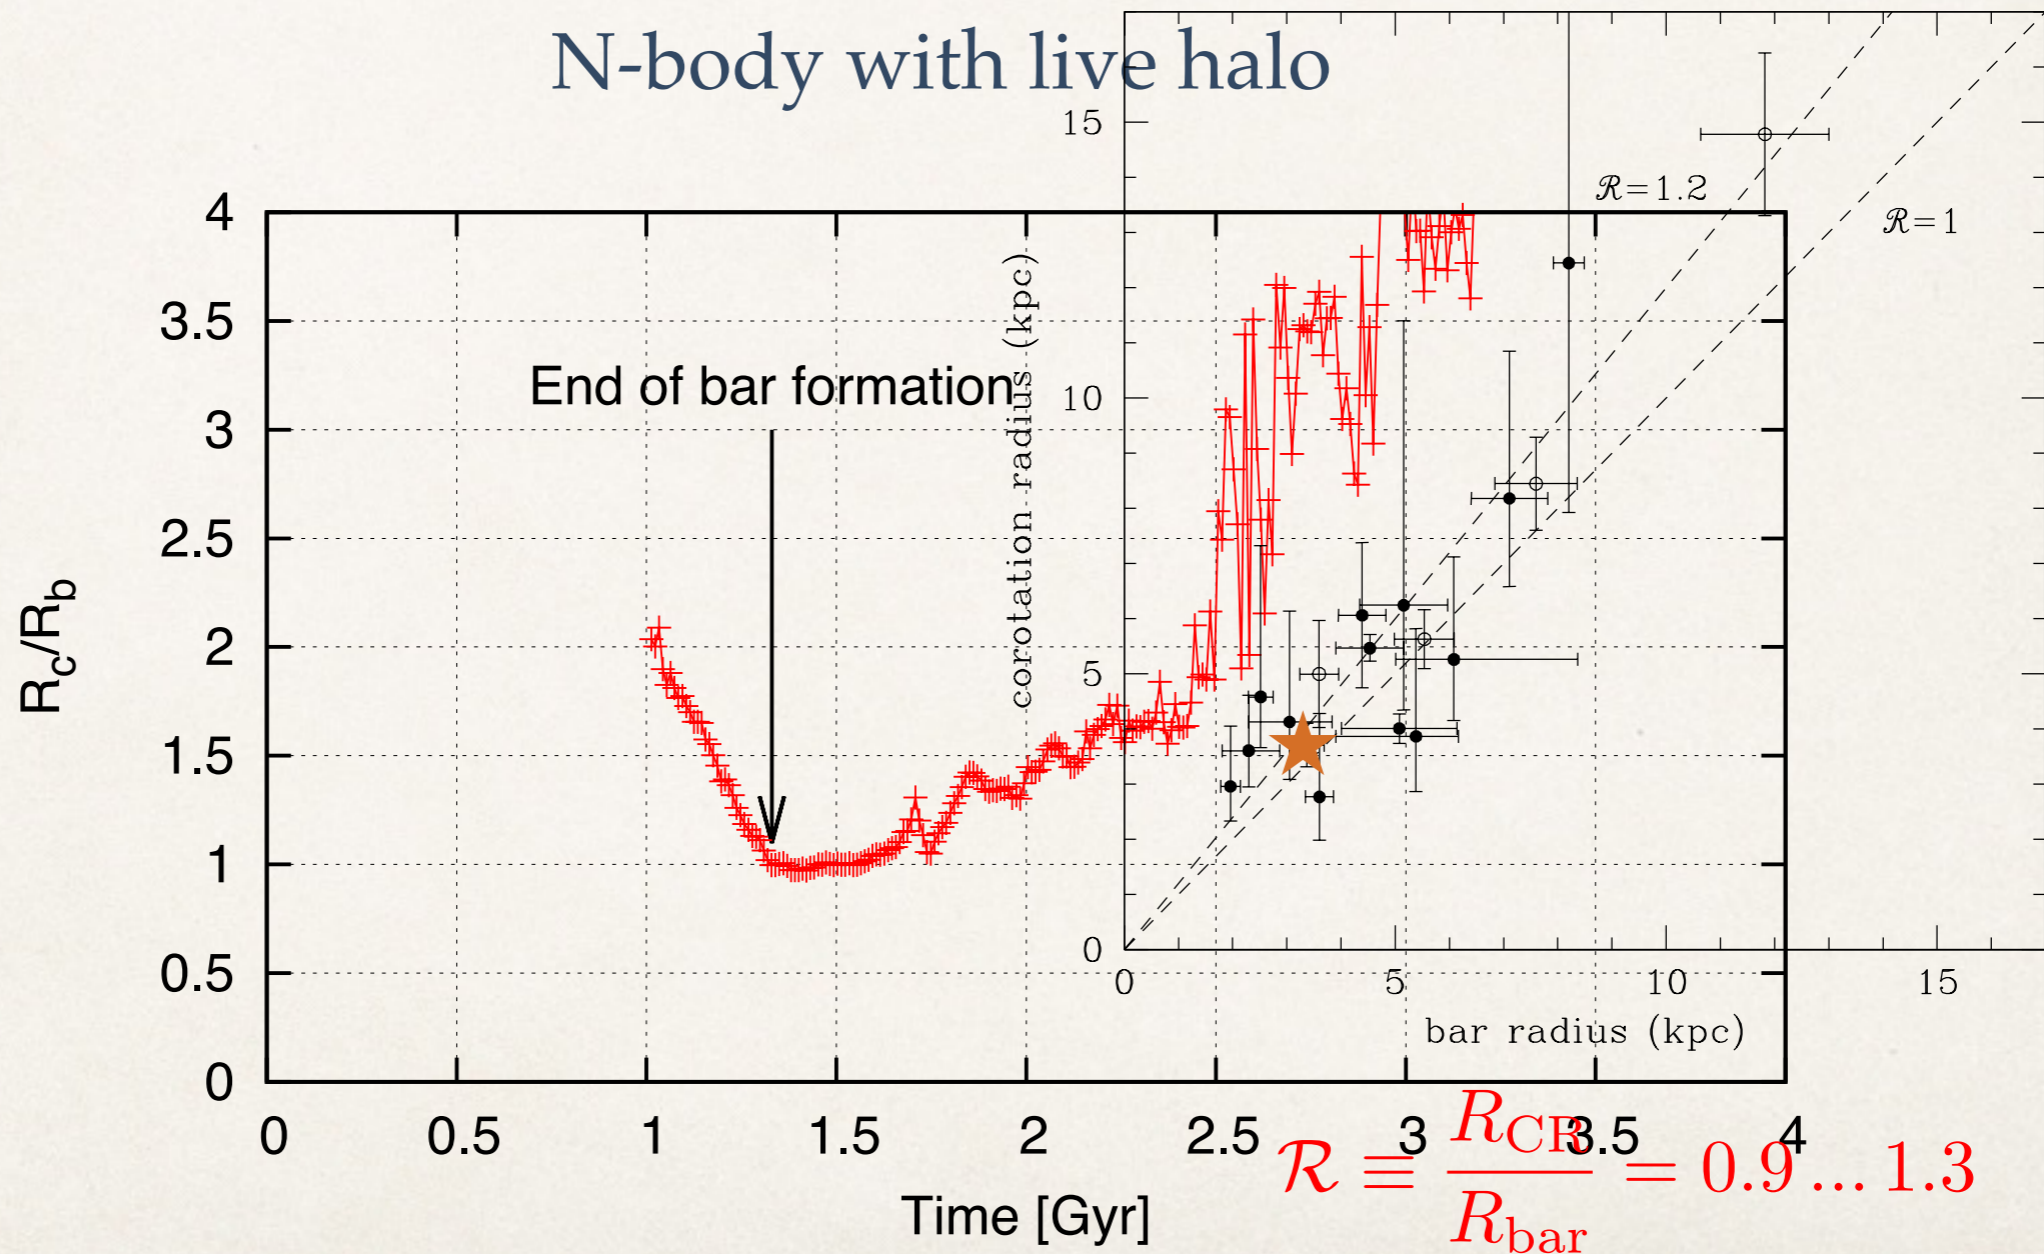 N-body with live halo
15
ℛ=1.2
ℛ=1
10
5
0
corotation radius (kpc)
0 5 10 15
bar radius (kpc)
4
3.5
3
2.5
2
1.5
1
0.5
0
R_c/R_b
End of bar formation
0 0.5 1 1.5 2 2.5 3 3.5 4
Time [Gyr]
ℛ ≡ R_CR / R_bar = 0.9 ... 1.3